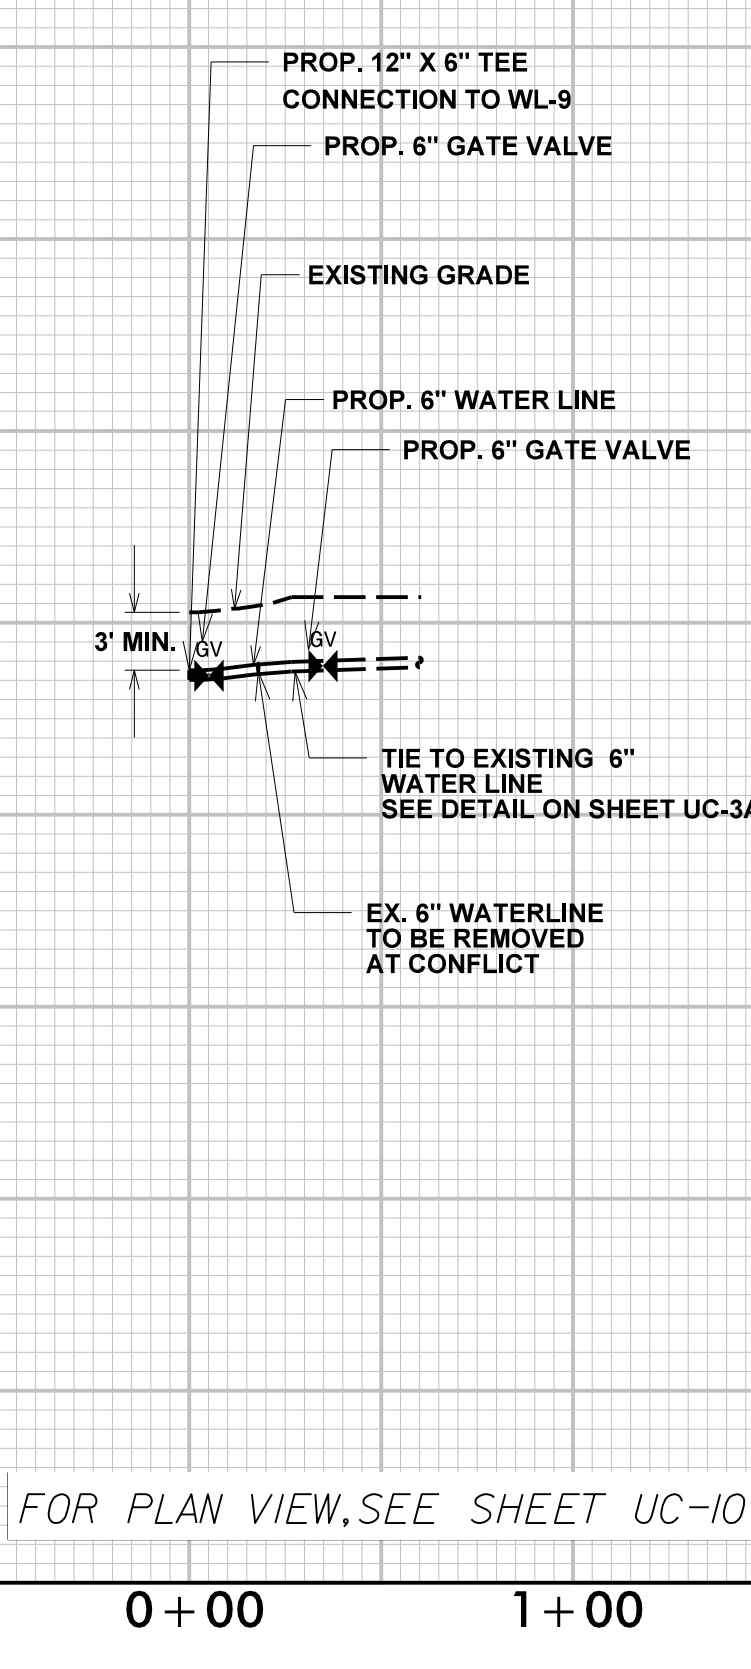 PROP. 12" X 6" TEE
CONNECTION TO WL-9
PROP. 6" GATE VALVE
EXISTING GRADE
PROP. 6" WATER LINE
PROP. 6" GATE VALVE
3' MIN.
GV
GV
TIE TO EXISTING 6"
WATER LINE
SEE DETAIL ON SHEET UC-3A
EX. 6" WATERLINE
TO BE REMOVED
AT CONFLICT
FOR PLAN VIEW, SEE SHEET UC-10
0+00
1+00